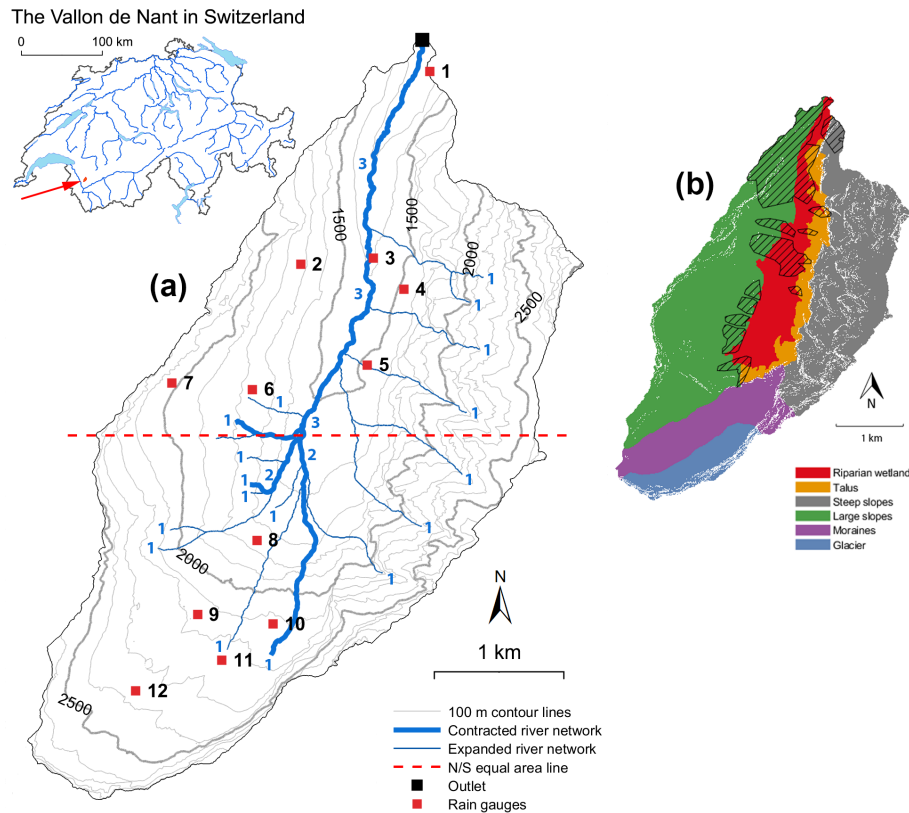 The Vallon de Nant in Switzerland
0 100 km
1
3
1500
1500
(b)
2
3
2000
1
(a)
3
4
1
2500
1
5
7
6
1
N
1
3
1
1 km
2
1
2
1
1
1
Riparian wetland
1
1
Talus
1
8
Steep slopes
2000
1
Large slopes
Moraines
Glacier
N
9
10
1
11
1
1 km
12
2500
100 m contour lines
Contracted river network
Expanded river network
N/S equal area line
Outlet
Rain gauges